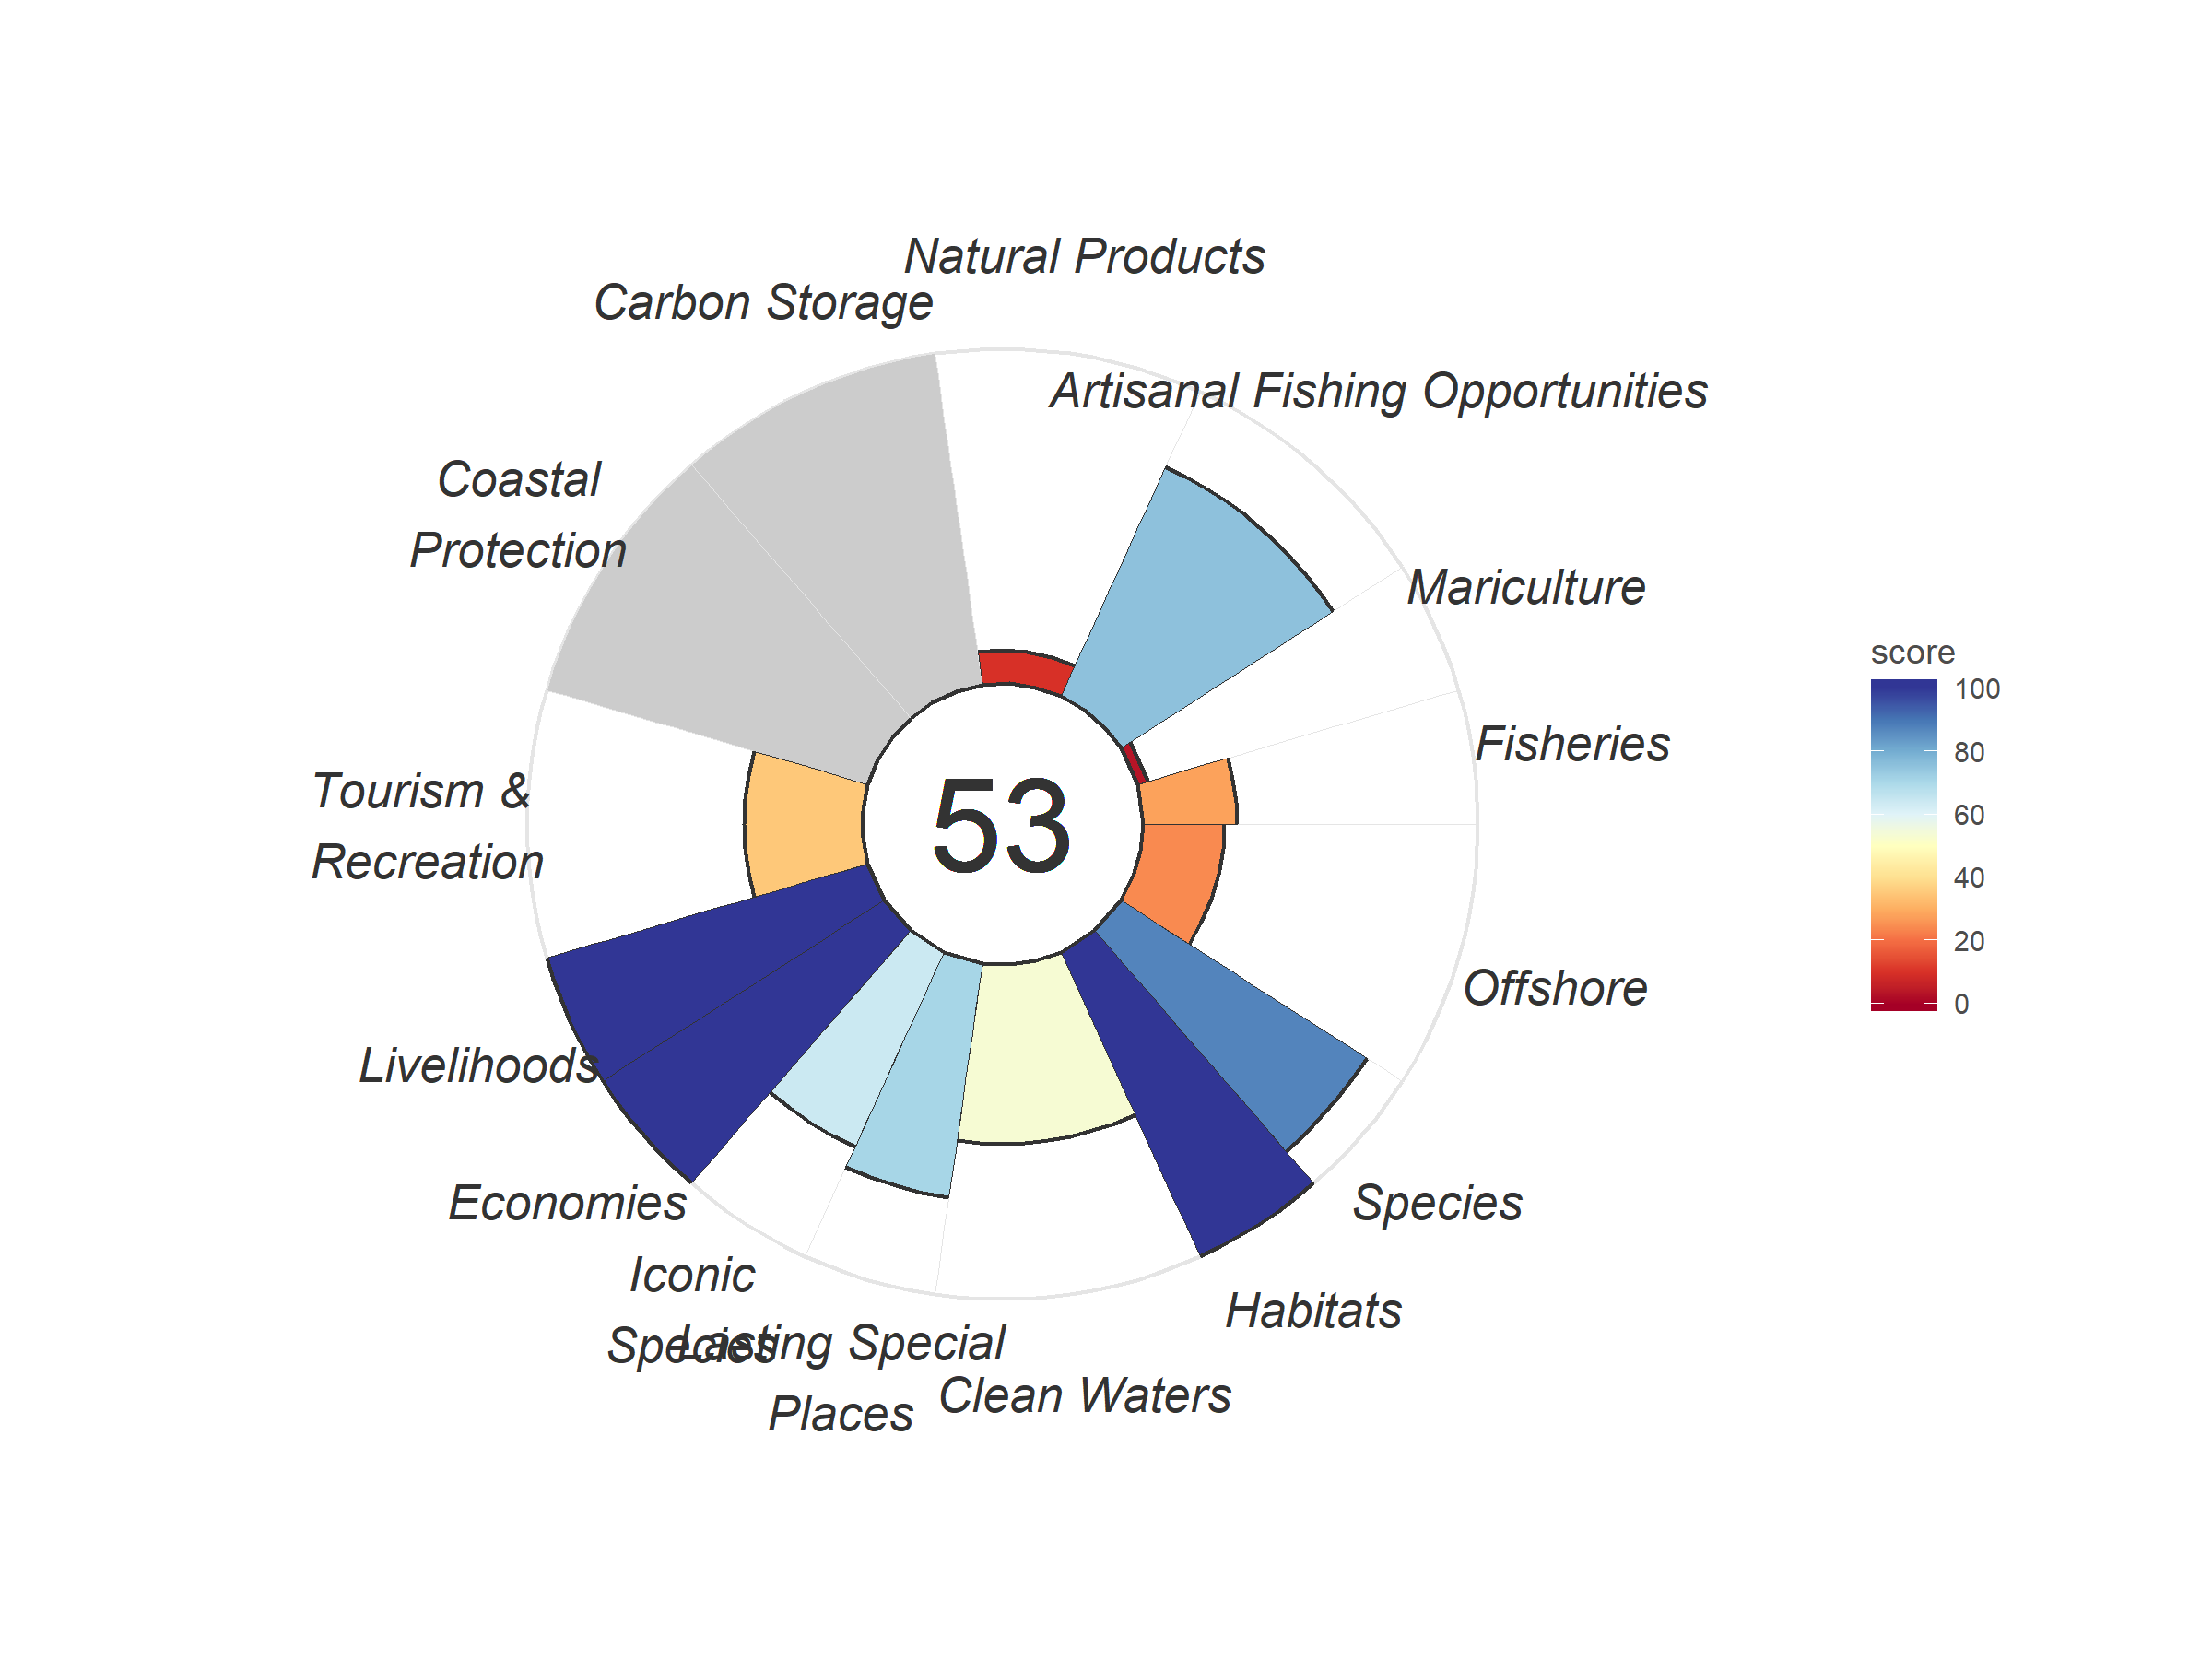 Natural Products
Carbon Storage
Artisanal Fishing Opportunities
Coastal
Protection
Mariculture
Fisheries
Tourism &
Recreation
53
Offshore
Livelihoods
Economies
Species
Iconic
Species
Habitats
Lasting Special
Places
Clean Waters
score
100
80
60
40
20
0